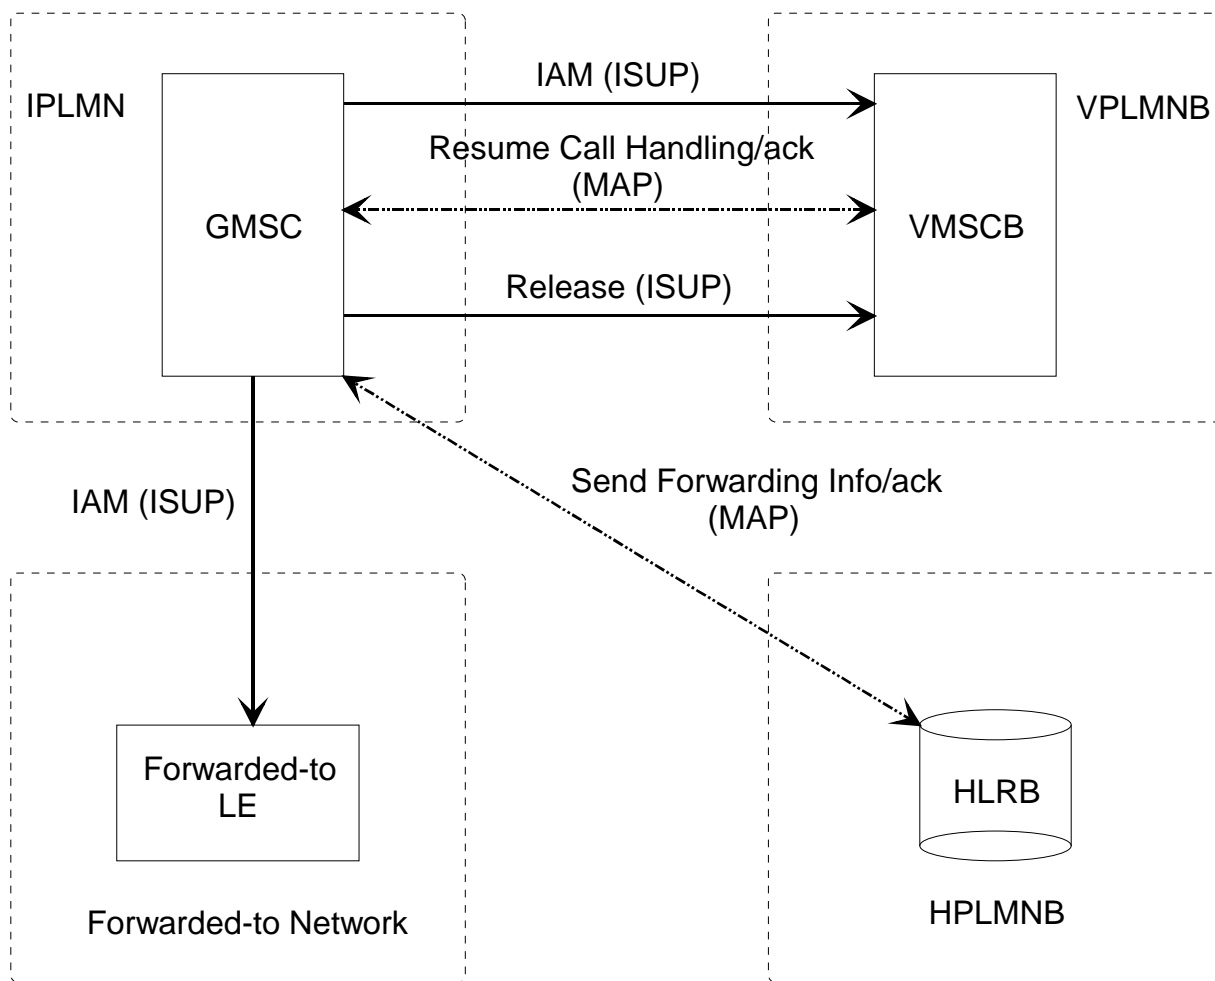 IAM (ISUP)
IPLMN
VPLMNB
Resume Call Handling/ack
(MAP)
GMSC
VMSCB
Release (ISUP)
Send Forwarding Info/ack
(MAP)
IAM (ISUP)
Forwarded-to
LE
HLRB
Forwarded-to Network
HPLMNB